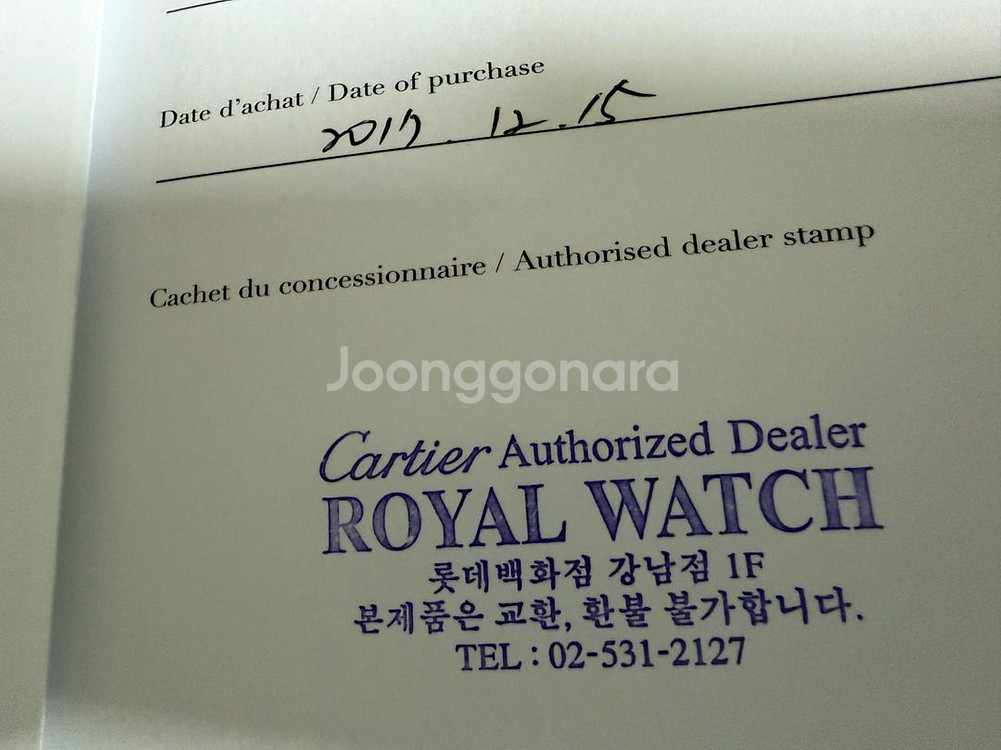 Date d'achat / Date of purchase
2017. 12. 15
Cachet du concessionnaire / Authorised dealer stamp
Joonggonara
Cartier Authorized Dealer
ROYAL WATCH
롯데백화점 강남점 1F
본제품은 교환, 환불 불가합니다.
TEL : 02-531-2127